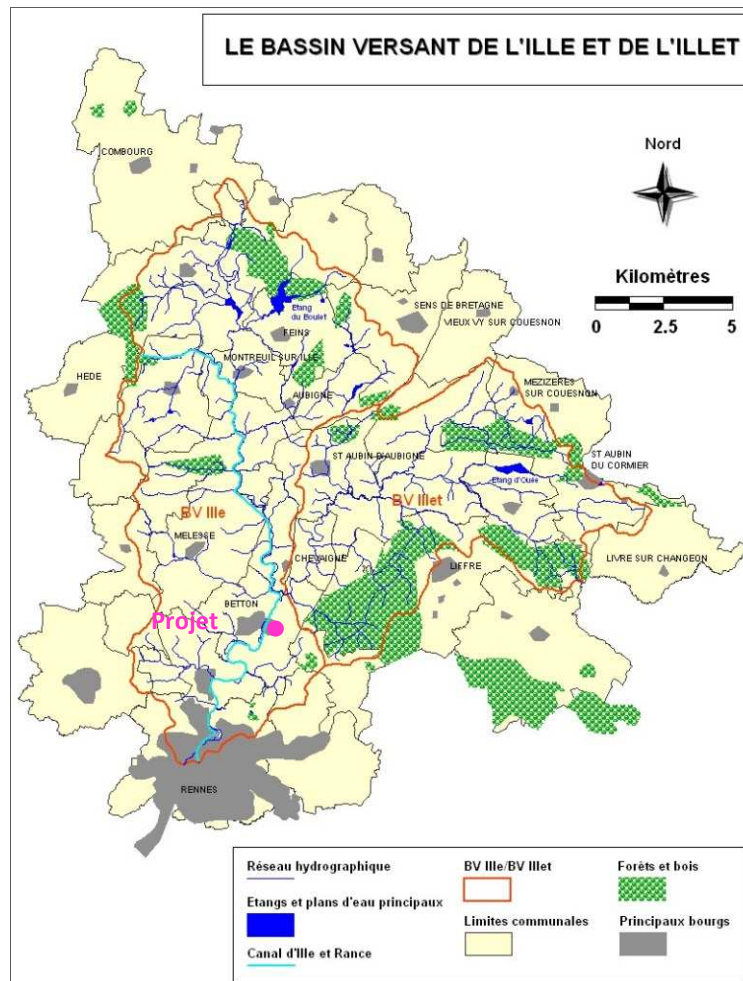 LE BASSIN VERSANT DE L'ILLE ET DE L'ILLET
Nord
Kilomètres
0 2.5 5
COMBOURG
SENS DE BRETAGNE
VIEUX VY SUR COUESNON
Etang
du Boulet
FEINS
MONTREUIL SUR ILLE
HEDE
AUBIGNE
MEZIZERES
SUR COUESNON
ST AUBIN D'AUBIGNE
ST AUBIN
DU CORMIER
Etang d'Ouée
BV Ille
BV Illet
MELESSE
CHEVAIGNE
LIFFRE
LIVRE SUR CHANGEON
BETTON
Projet
RENNES
Réseau hydrographique
Etangs et plans d'eau principaux
Canal d'Ille et Rance
BV Ille/BV Illet
Limites communales
Forêts et bois
Principaux bourgs